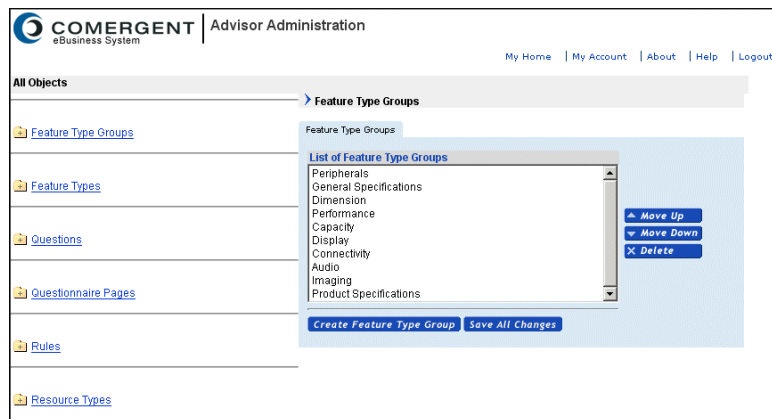 COMERGENT
eBusiness System
Advisor Administration
My Home | My Account | About | Help | Logout
All Objects
Feature Type Groups
Feature Types
Questions
Questionnaire Pages
Rules
Resource Types
Feature Type Groups
Feature Type Groups
List of Feature Type Groups
Peripherals
General Specifications
Dimension
Performance
Capacity
Display
Connectivity
Audio
Imaging
Product Specifications
Move Up
Move Down
X Delete
Create Feature Type Group
Save All Changes